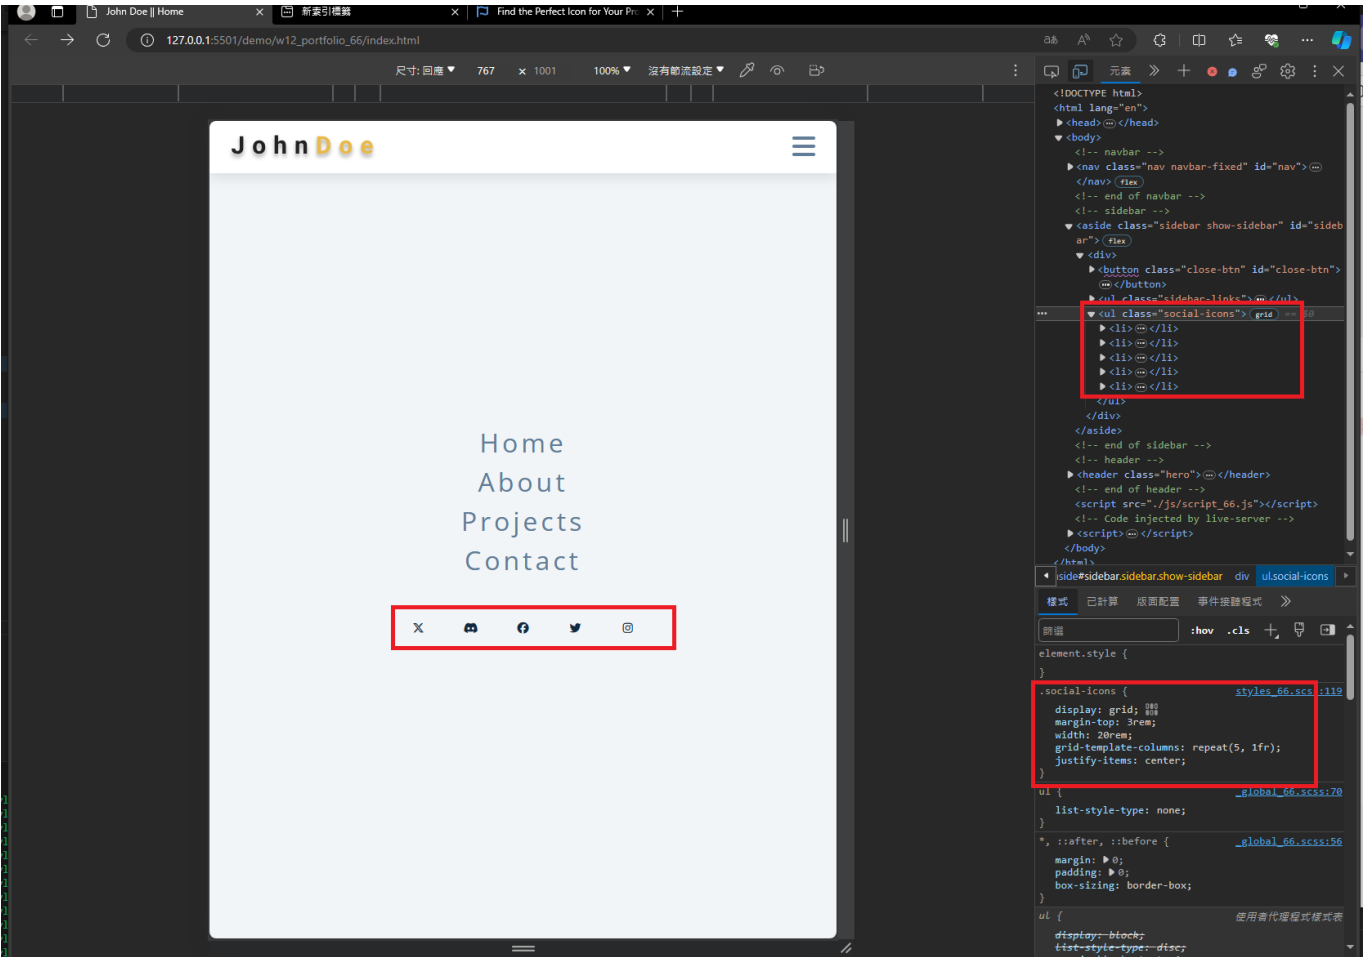 John Doe || Home
新索引標籤
Find the Perfect Icon for Your Pro
127.0.0.1:5501/demo/w12_portfolio_66/index.html
尺寸: 回應 767 × 1001 100% 沒有節流設定
元素
JohnDoe
Home
About
Projects
Contact
<!DOCTYPE html>
<html lang="en">
<head> ⋯ </head>
<body>
<!-- navbar -->
<nav class="nav navbar-fixed" id="nav"> ⋯
</nav> flex
<!-- end of navbar -->
<!-- sidebar -->
<aside class="sidebar show-sidebar" id="sideb
ar"> flex
<div>
<button class="close-btn" id="close-btn">
⋯ </button>
<ul class="sidebar-links"> ⋯ </ul>
<ul class="social-icons"> grid == $0
<li> ⋯ </li>
<li> ⋯ </li>
<li> ⋯ </li>
<li> ⋯ </li>
<li> ⋯ </li>
</ul>
</div>
</aside>
<!-- end of sidebar -->
<!-- header -->
<header class="hero"> ⋯ </header>
<!-- end of header -->
<script src="./js/script_66.js"></script>
<!-- Code injected by live-server -->
<script> ⋯ </script>
</body>
</html>
aside#sidebar.sidebar.show-sidebar div ul.social-icons
樣式 已計算 版面配置 事件接聽程式
篩選 :hov .cls
element.style {
}
.social-icons { styles_66.scss:119
display: grid;
margin-top: 3rem;
width: 20rem;
grid-template-columns: repeat(5, 1fr);
justify-items: center;
}
ul { _global_66.scss:70
list-style-type: none;
}
*, ::after, ::before { _global_66.scss:56
margin: 0;
padding: 0;
box-sizing: border-box;
}
ul { 使用者代理程式樣式表
display: block;
list-style-type: disc;